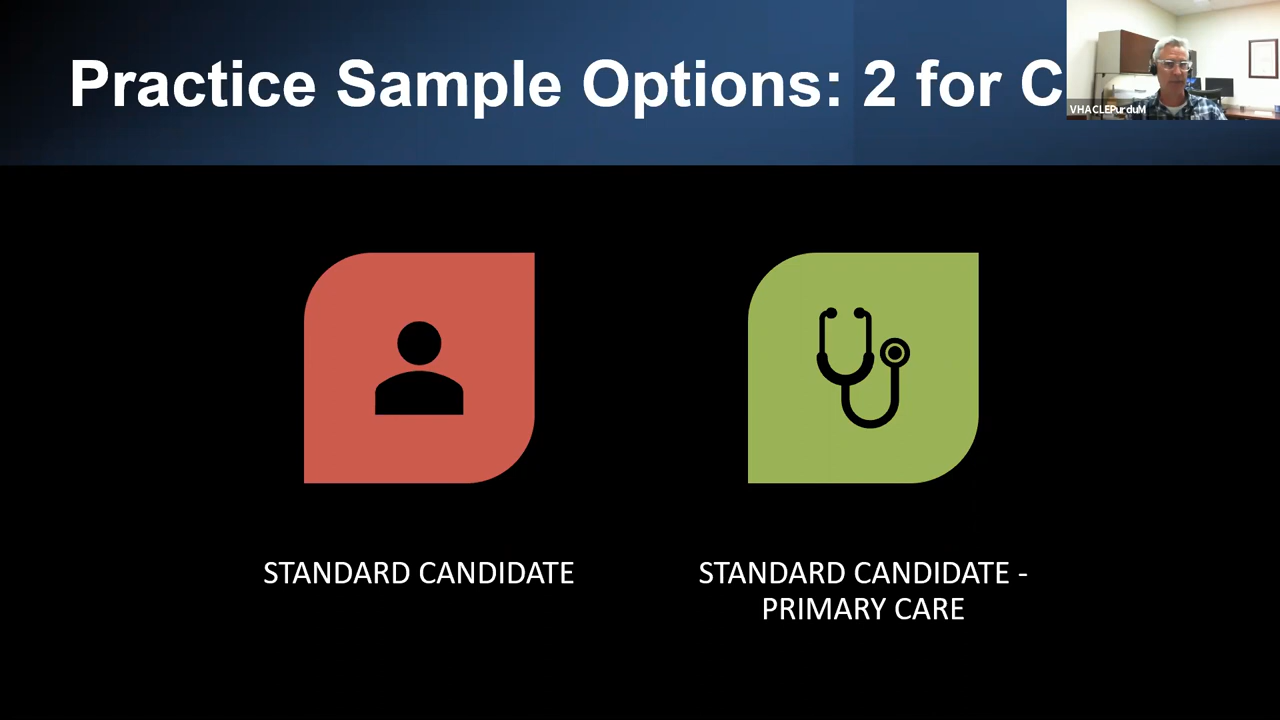 Practice Sample Options: 2 for C
VHACLEPurduM
STANDARD CANDIDATE
STANDARD CANDIDATE -
PRIMARY CARE